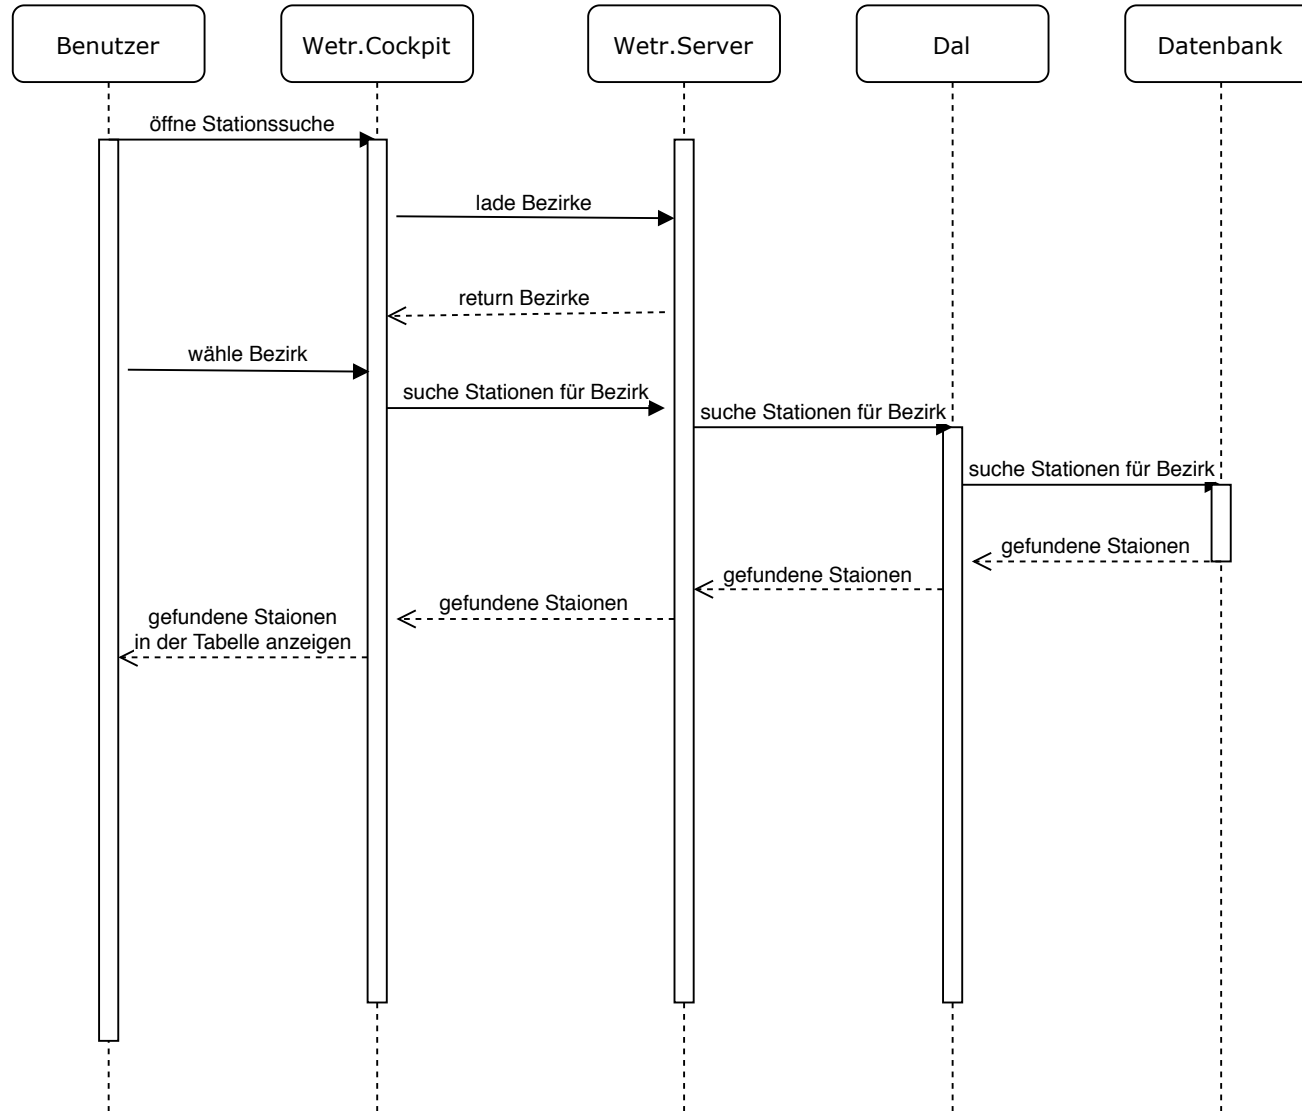 Benutzer
Wetr.Cockpit
Wetr.Server
Dal
Datenbank
öffne Stationssuche
lade Bezirke
return Bezirke
wähle Bezirk
suche Stationen für Bezirk
suche Stationen für Bezirk
suche Stationen für Bezirk
gefundene Staionen
gefundene Staionen
gefundene Staionen
gefundene Staionen
in der Tabelle anzeigen